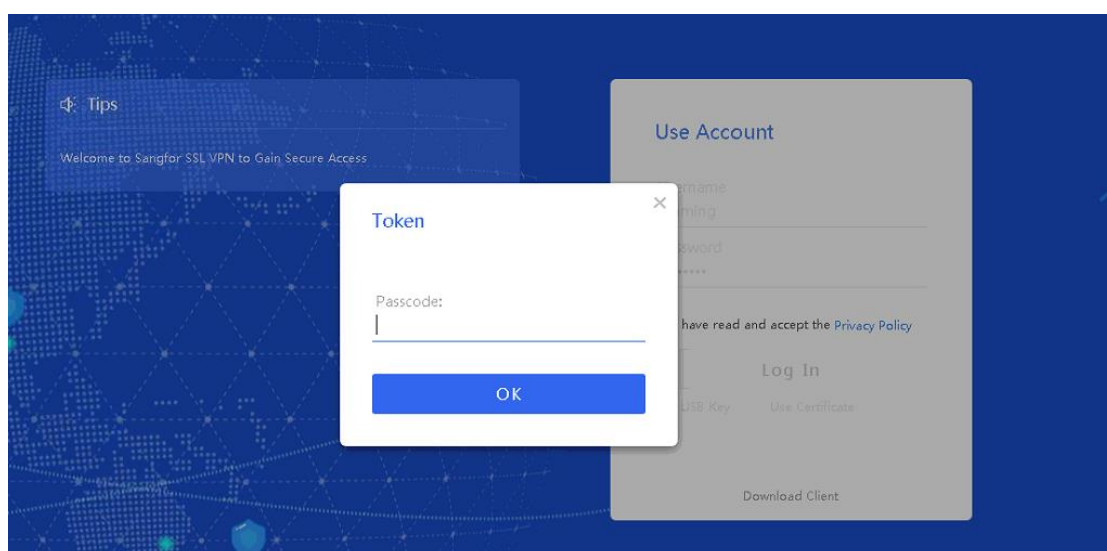 Tips
Welcome to Sangfor SSL VPN to Gain Secure Access
Use Account
Token
Passcode:
OK
have read and accept the Privacy Policy
Log In
USB Key
Use Certificate
Download Client